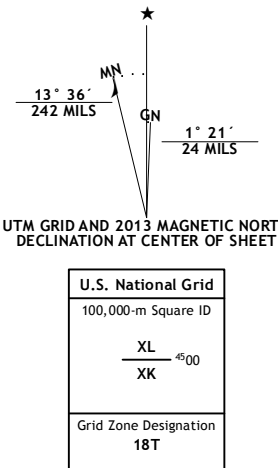 ★
MN
13° 36´
242 MILS
GN
1° 21´
24 MILS
UTM GRID AND 2013 MAGNETIC NORT
DECLINATION AT CENTER OF SHEET
U.S. National Grid
100,000-m Square ID
XL
4500
XK
Grid Zone Designation
18T